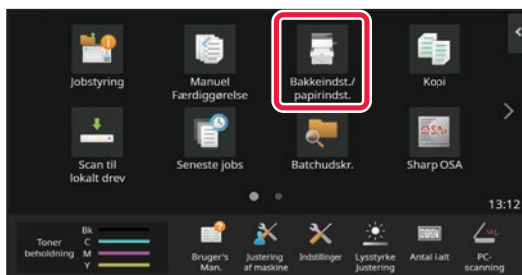 Jobstyring
Manuel
Færdiggørelse
Bakkeindst./
papirindst.
Kopi
Scan til
lokalt drev
Seneste jobs
Batchudskr.
Sharp OSA
OSA
13:12
Toner
beholdning
Bk
C
M
Y
Bruger's
Man.
Justering
af maskine
Indstillinger
Lysstyrke
Justering
Antal i alt
PC-
scanning